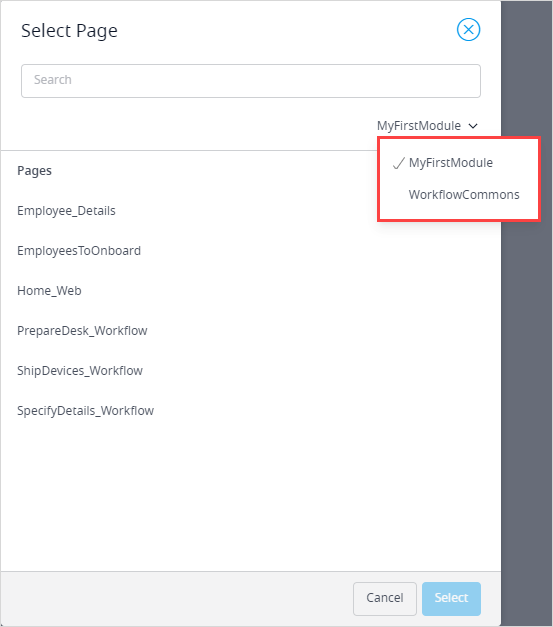 Select Page
Search
MyFirstModule
MyFirstModule
WorkflowCommons
Pages
Employee_Details
EmployeesToOnboard
Home_Web
PrepareDesk_Workflow
ShipDevices_Workflow
SpecifyDetails_Workflow
Cancel
Select